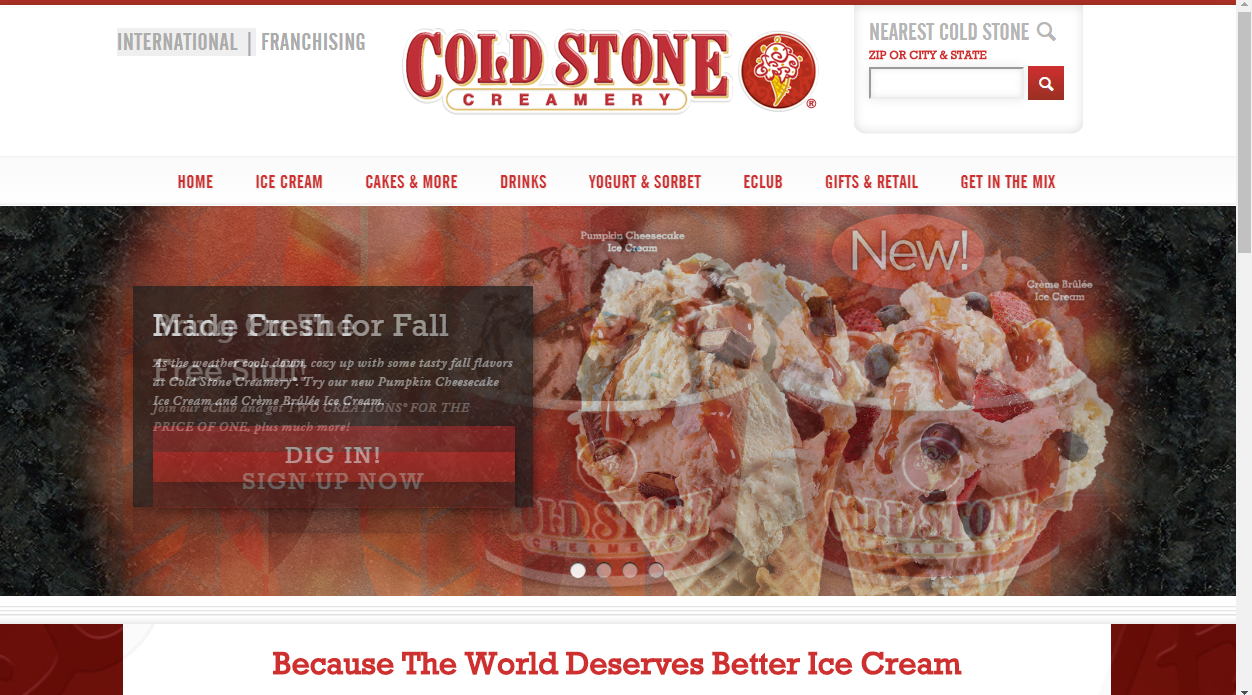 INTERNATIONAL | FRANCHISING
COLD STONE
CREAMERY
®
NEAREST COLD STONE
ZIP OR CITY & STATE
HOME
ICE CREAM
CAKES & MORE
DRINKS
YOGURT & SORBET
ECLUB
GIFTS & RETAIL
GET IN THE MIX
Pumpkin Cheesecake
Ice Cream
New!
Crème Brûlée
Ice Cream
Made Fresh for Fall
As the weather cools down, cozy up with some tasty fall flavors
at Cold Stone Creamery®. Try our new Pumpkin Cheesecake
Ice Cream and Crème Brûlée Ice Cream.
Join our eClub and get TWO CREATIONS® FOR THE
PRICE OF ONE, plus much more!
DIG IN!
SIGN UP NOW
COLD STONE
CREAMERY
COLD STONE
CREAMERY
Because The World Deserves Better Ice Cream